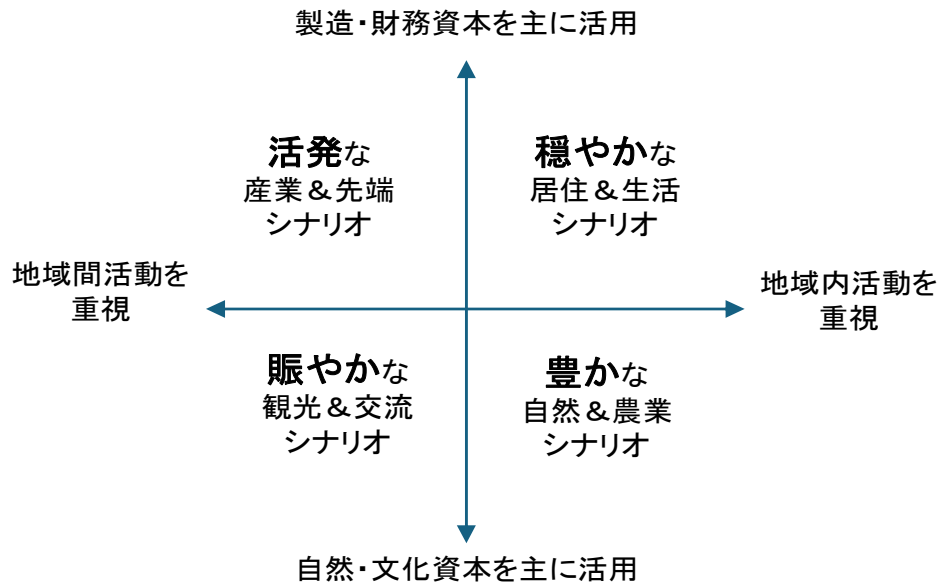 製造・財務資本を主に活用
活発な
産業&先端
シナリオ
穏やかな
居住&生活
シナリオ
地域間活動を
重視
地域内活動を
重視
賑やかな
観光&交流
シナリオ
豊かな
自然&農業
シナリオ
自然・文化資本を主に活用